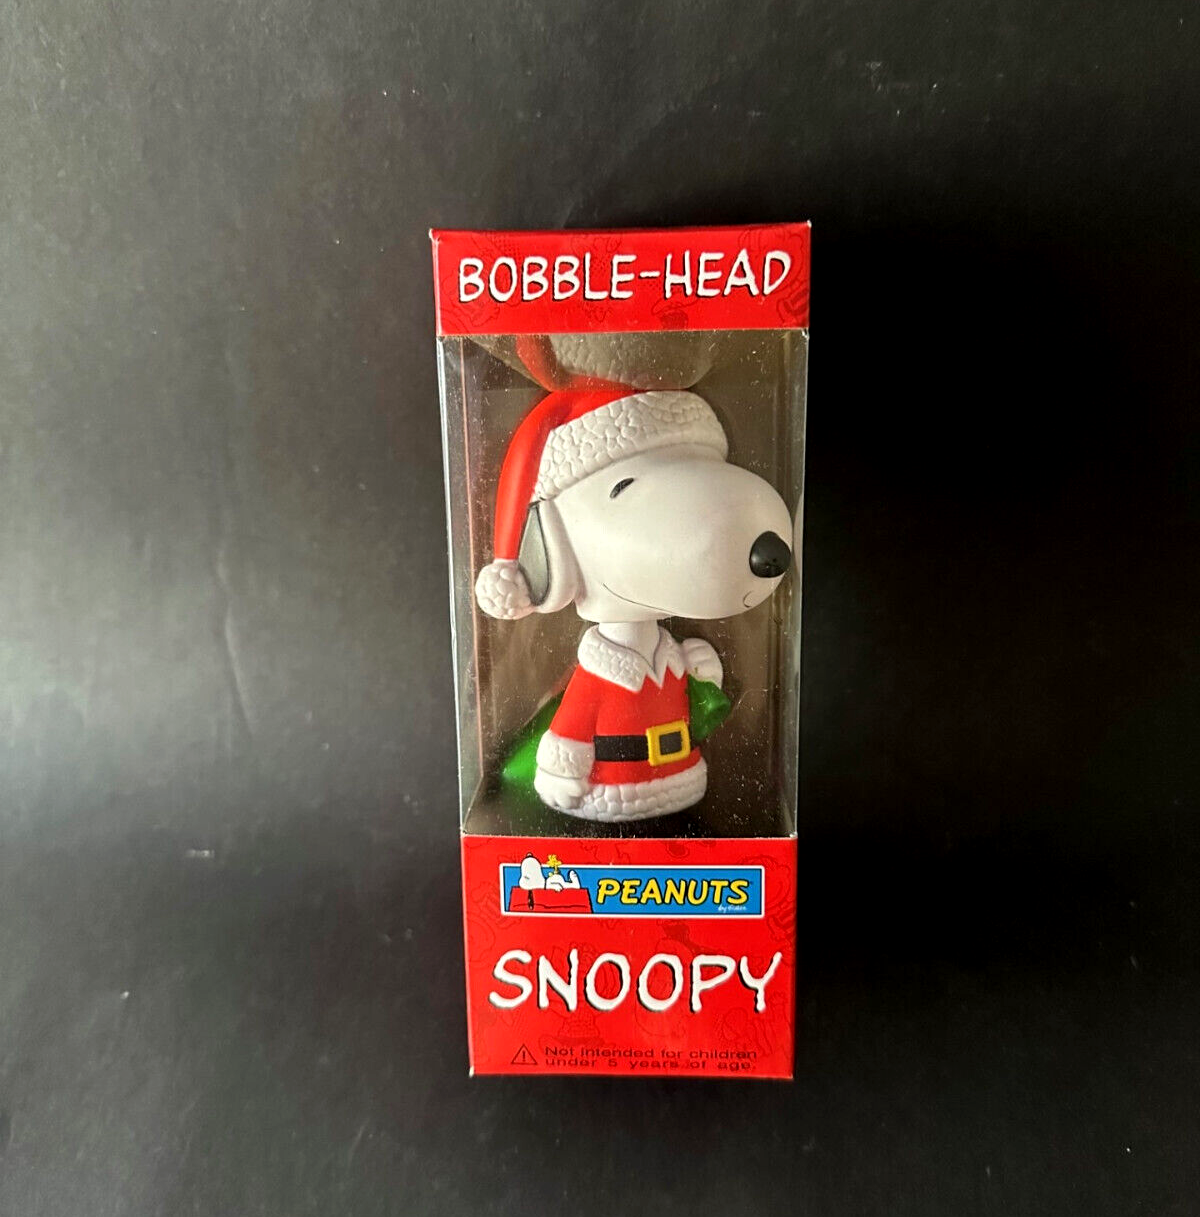 BOBBLE-HEAD
PEANUTS
SNOOPY
Not intended for children
under 5 years of age.